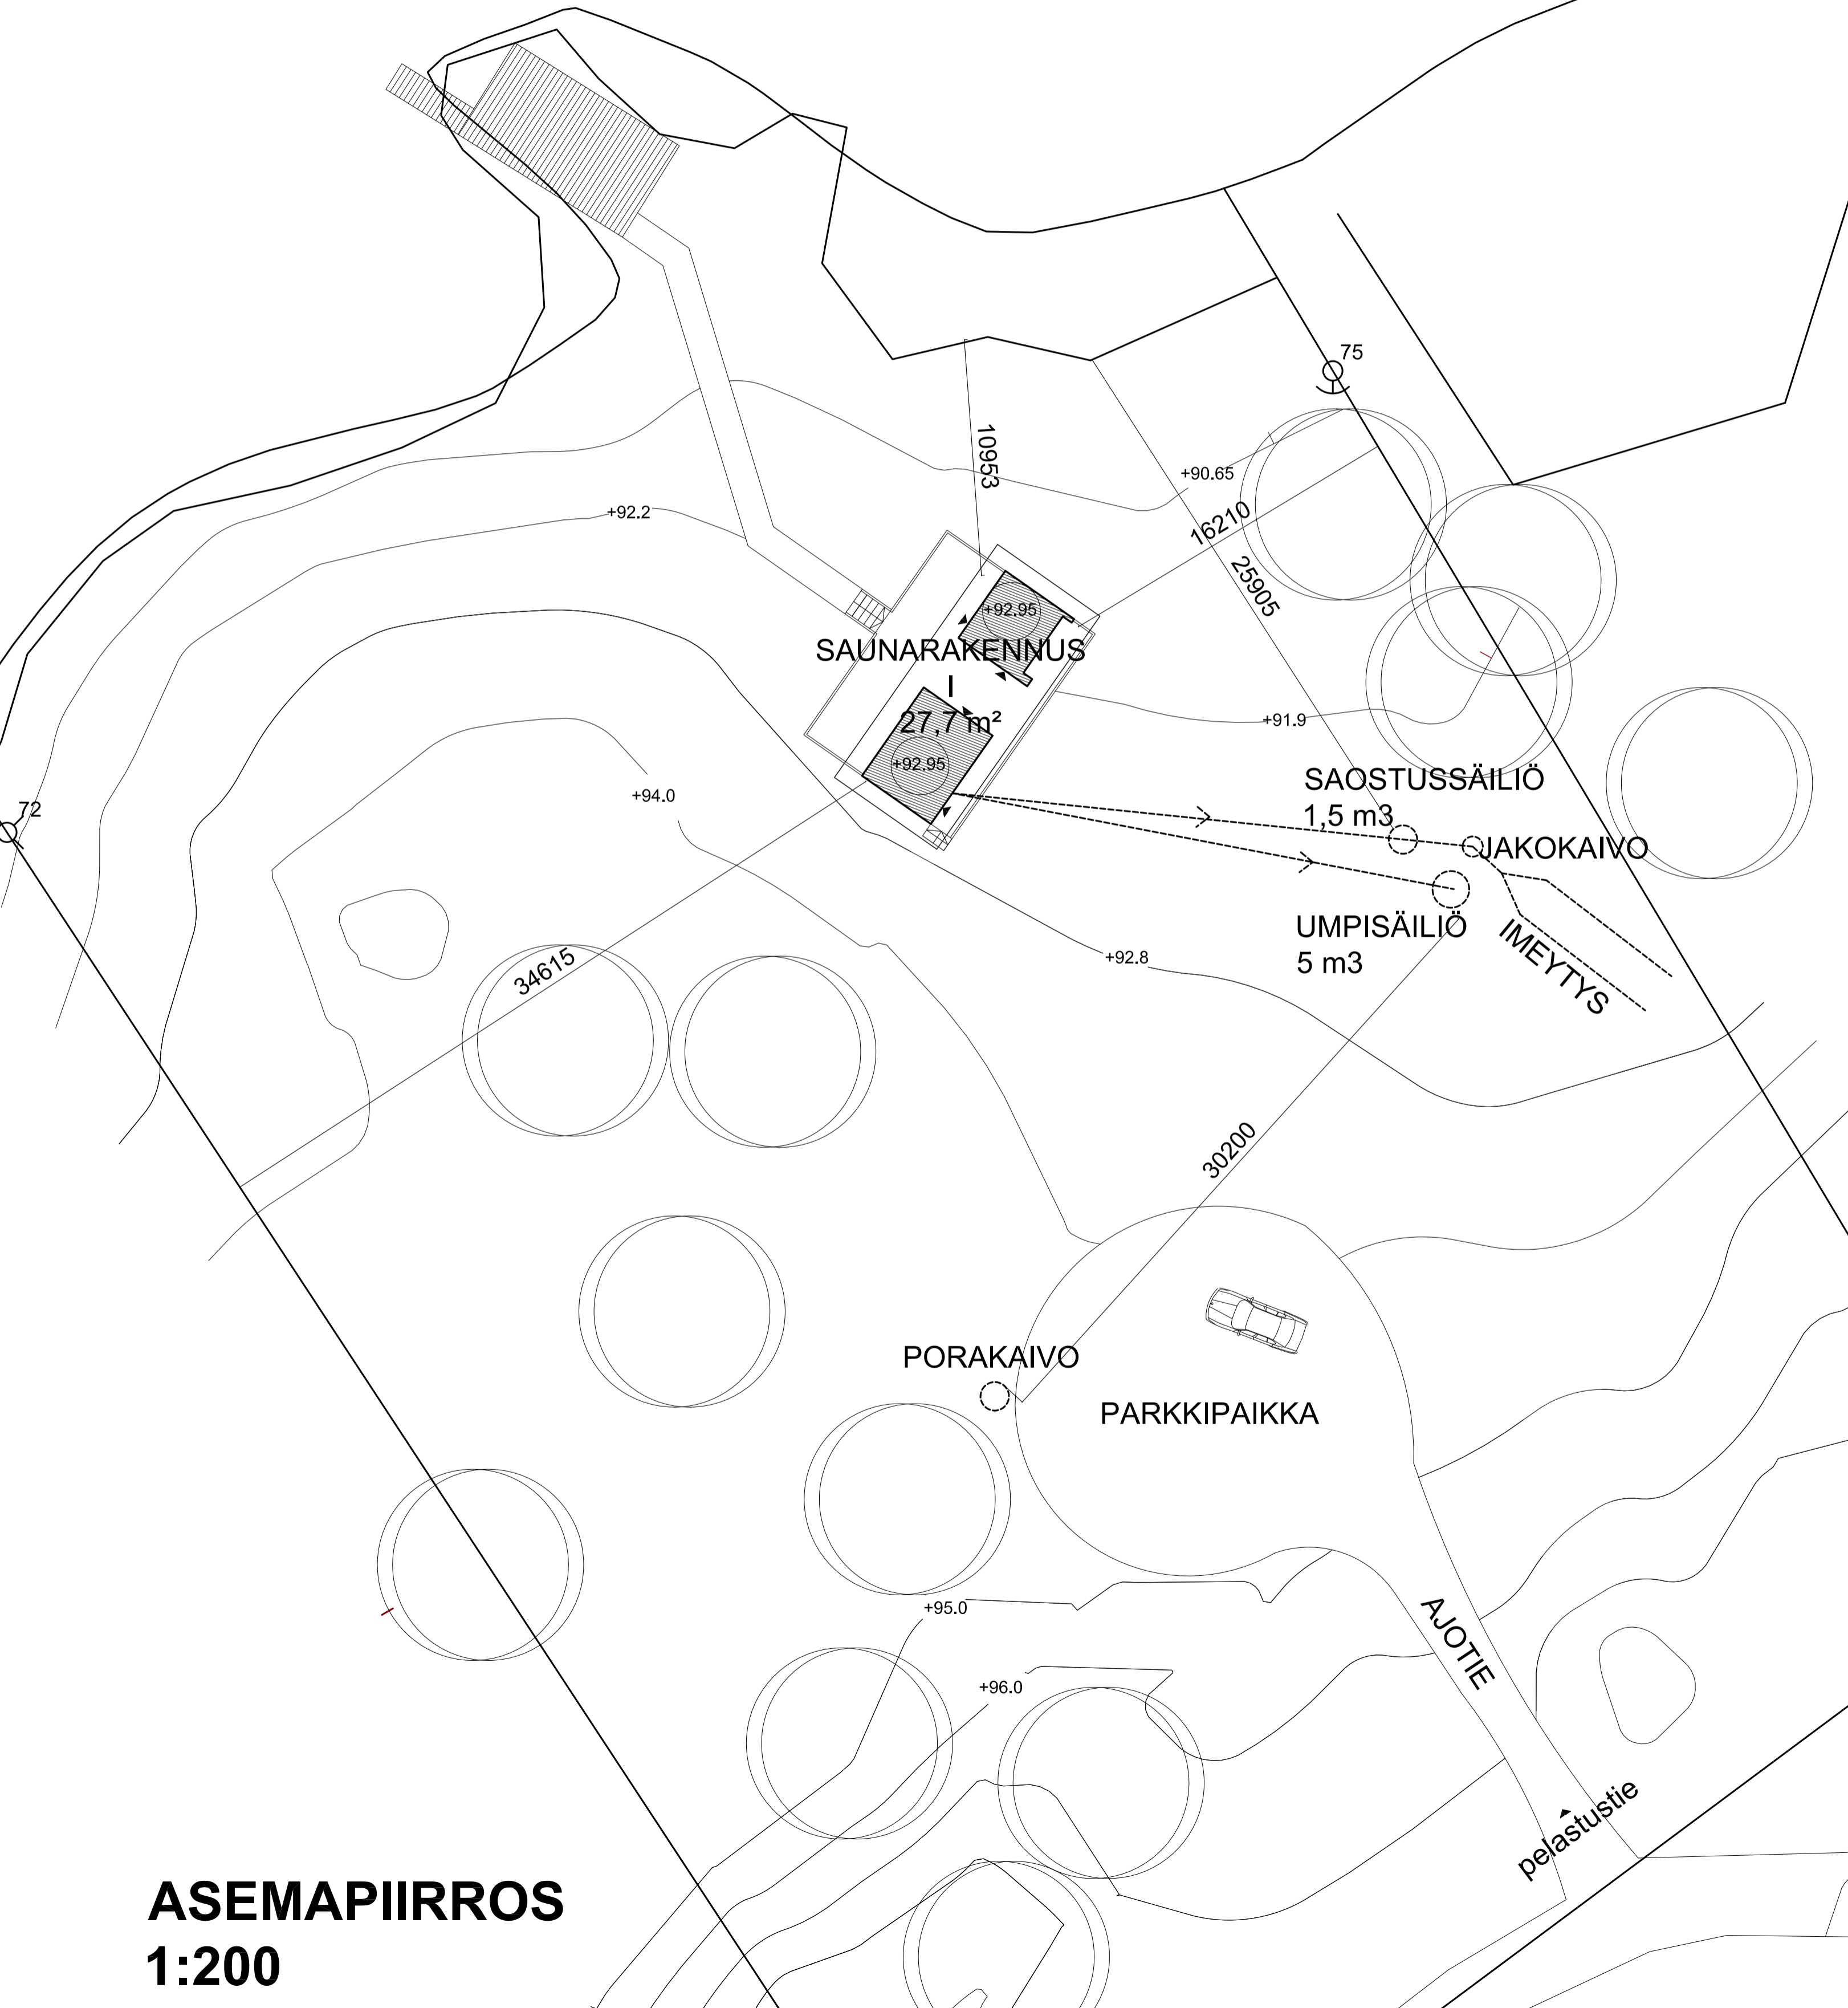 75
10953
+90.65
+92.2
16210
25905
+92.95
SAUNARAKENNUS
I
27,7 m²
+91.9
+92.95
SAOSTUSSÄILIÖ
1,5 m3
+94.0
72
JAKOKAIVO
UMPISÄILIÖ
5 m3
IMEYTYS
+92.8
34615
30200
PORAKAIVO
PARKKIPAIKKA
+95.0
AJOTIE
+96.0
pelastustie
ASEMAPIIRROS
1:200